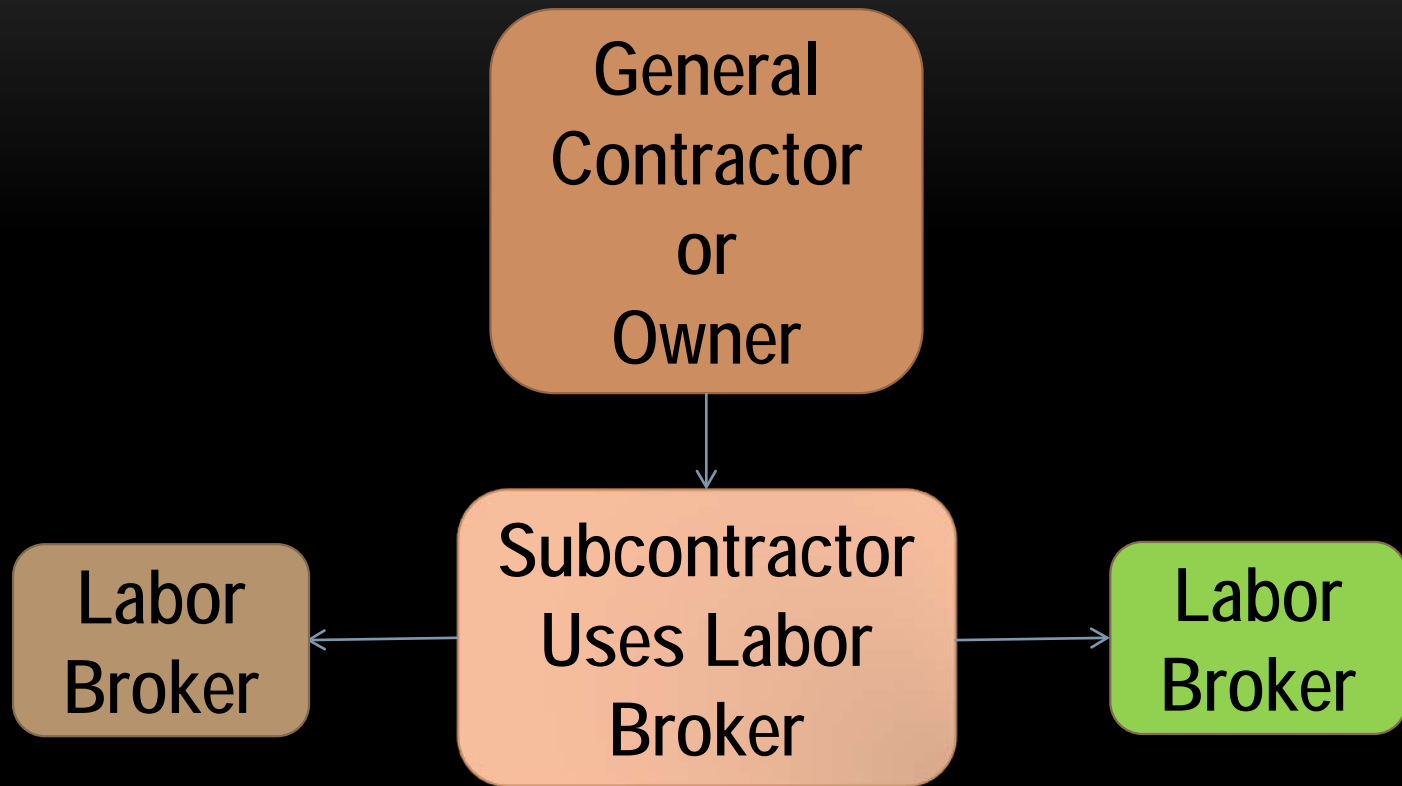 General
Contractor
or
Owner
Labor
Broker
Subcontractor
Uses Labor
Broker
Labor
Broker